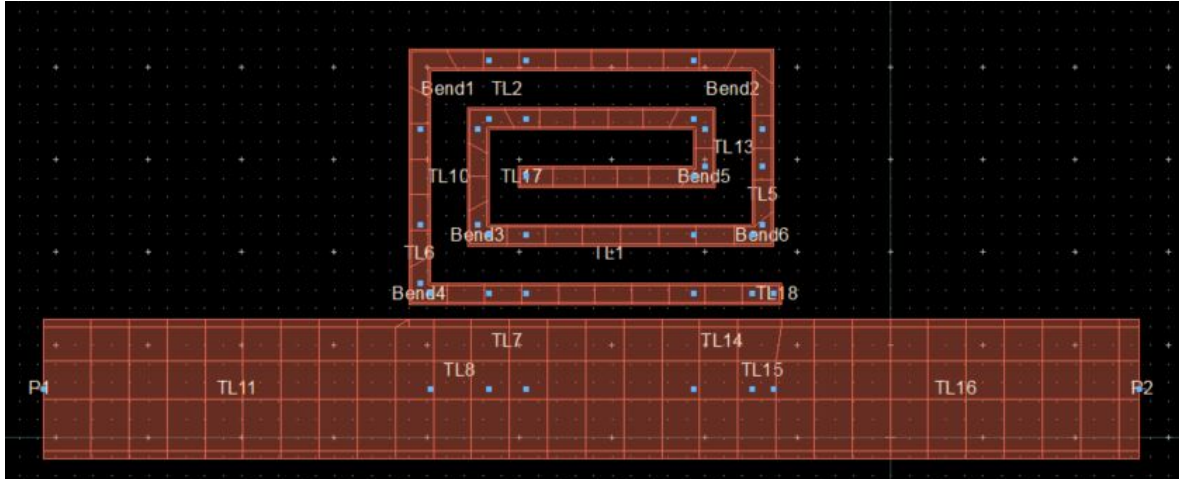 Bend1 TL2 Bend2
TL13
TL10 TL17 Bend5
TL5
Bend3 Bend6
TL6 TL1
Bend4 TL18
TL7 TL14
TL8 TL15
P1 TL11 TL16 P2